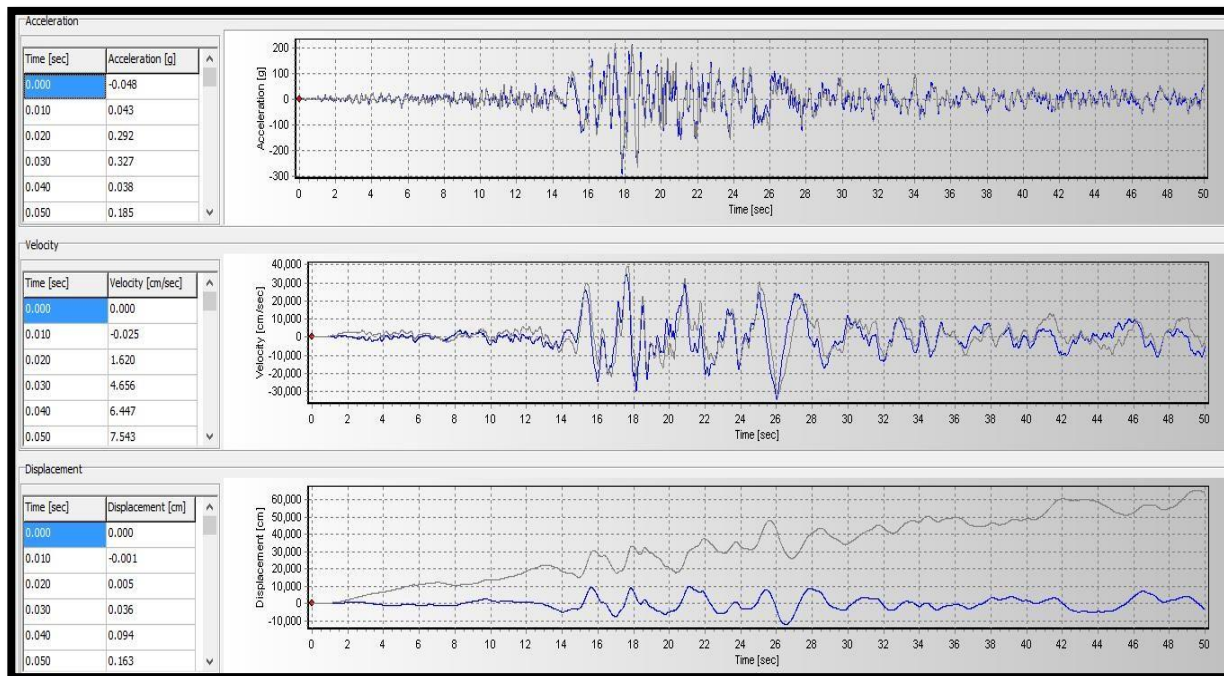 Acceleration
Time [sec] Acceleration [g]
0.000 -0.048
0.010 0.043
0.020 0.292
0.030 0.327
0.040 0.038
0.050 0.185
Acceleration [g]
200
100
0
-100
-200
-300
0 2 4 6 8 10 12 14 16 18 20 22 24 26 28 30 32 34 36 38 40 42 44 46 48 50
Time [sec]
Velocity
Time [sec] Velocity [cm/sec]
0.000 0.000
0.010 -0.025
0.020 1.620
0.030 4.656
0.040 6.447
0.050 7.543
Velocity [cm/sec]
40,000
30,000
20,000
10,000
0
-10,000
-20,000
-30,000
0 2 4 6 8 10 12 14 16 18 20 22 24 26 28 30 32 34 36 38 40 42 44 46 48 50
Time [sec]
Displacement
Time [sec] Displacement [cm]
0.000 0.000
0.010 -0.001
0.020 0.005
0.030 0.036
0.040 0.094
0.050 0.163
Displacement [cm]
60,000
50,000
40,000
30,000
20,000
10,000
0
-10,000
0 2 4 6 8 10 12 14 16 18 20 22 24 26 28 30 32 34 36 38 40 42 44 46 48 50
Time [sec]